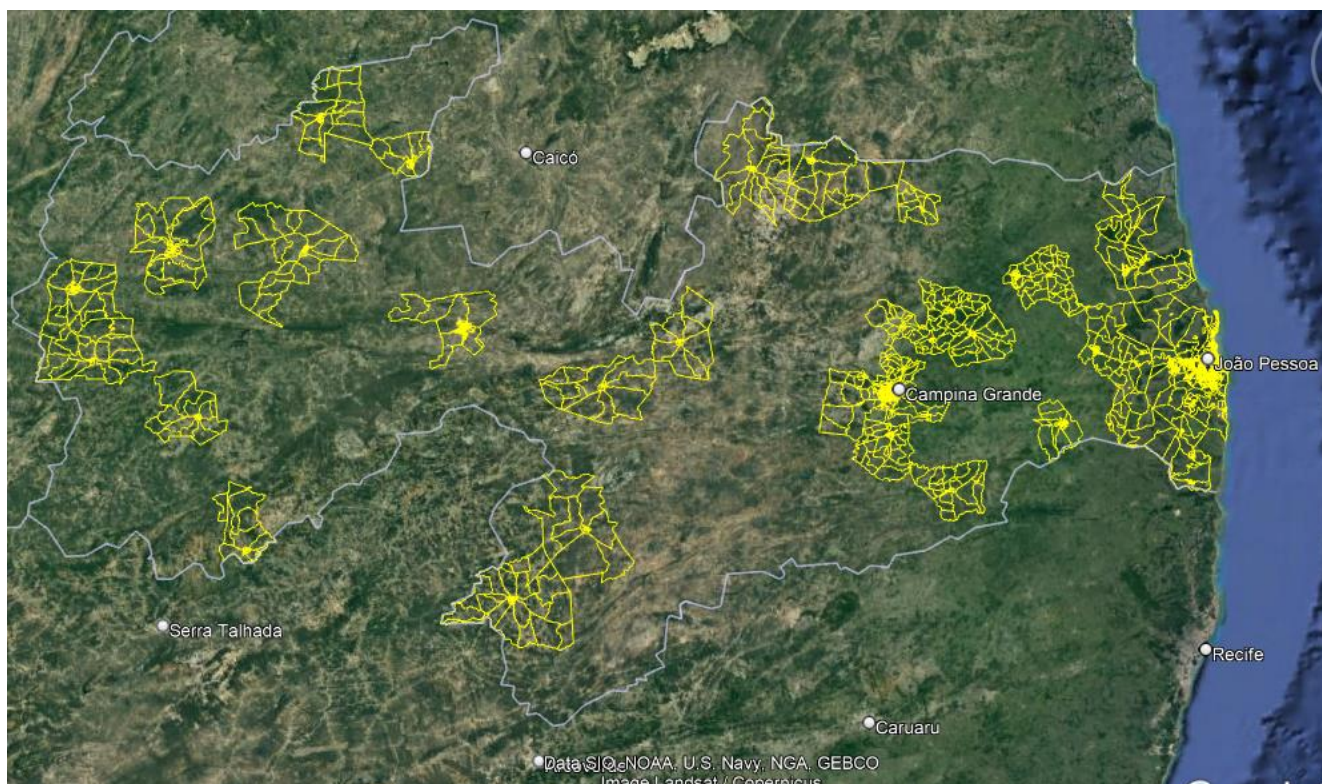 Caicó
João Pessoa
Campina Grande
Serra Talhada
Recife
Caruaru
Data SIO, NOAA, U.S. Navy, NGA, GEBCO
Image Landsat / Copernicus